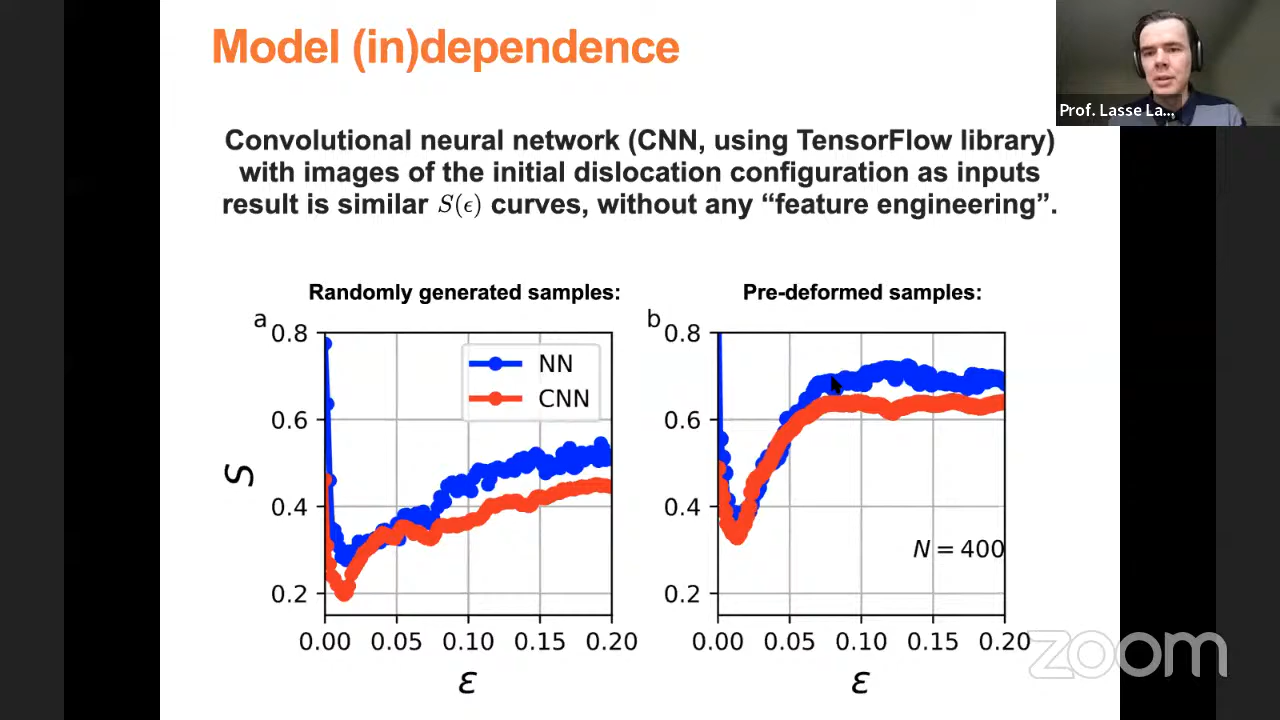 Model (in)dependence
Prof. Lasse La...
Convolutional neural network (CNN, using TensorFlow library)
with images of the initial dislocation configuration as inputs
result is similar S(ϵ) curves, without any “feature engineering”.
Randomly generated samples:
Pre-deformed samples:
a
0.8
0.6
0.4
0.2
S
NN
CNN
0.00 0.05 0.10 0.15 0.20
ε
b
0.8
0.6
0.4
0.2
N = 400
0.00 0.05 0.10 0.15 0.20
ε
zoom